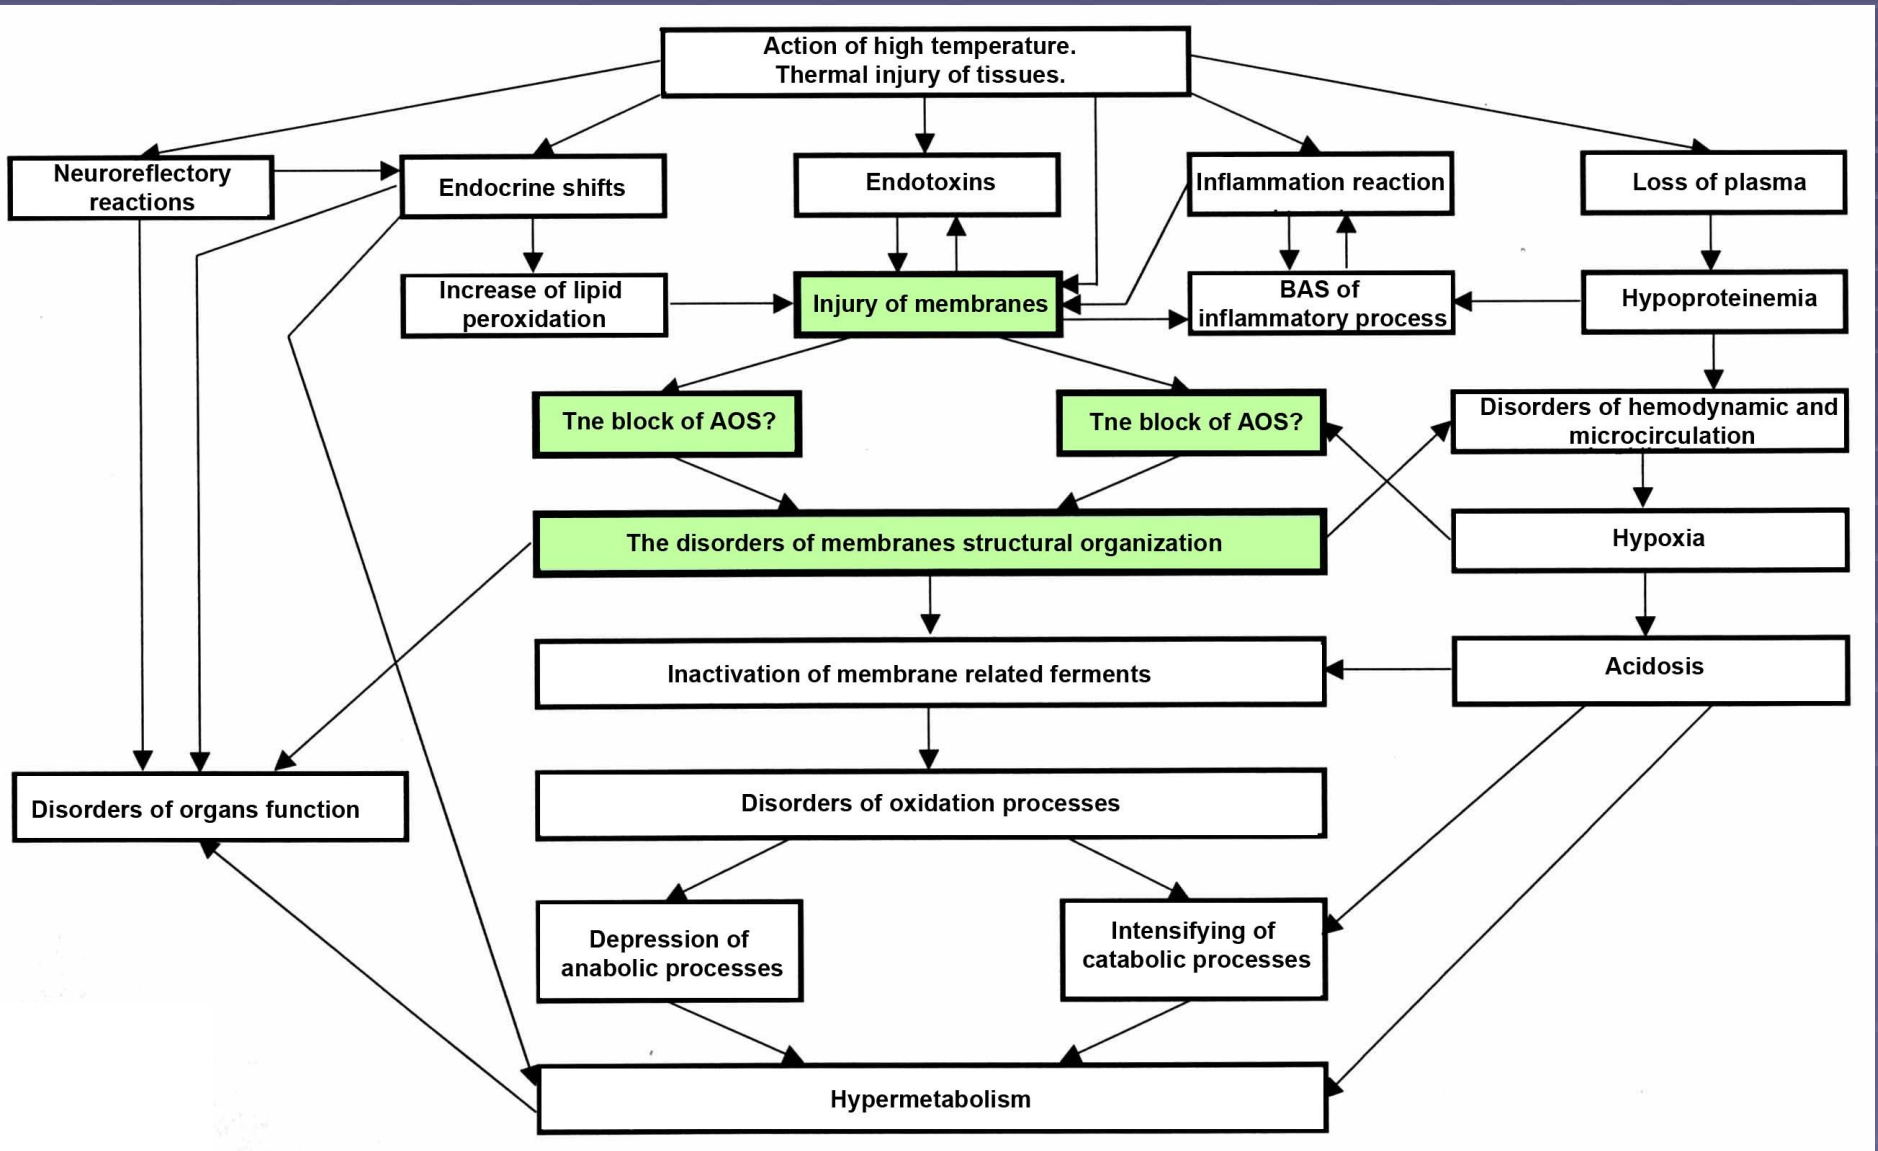 Action of high temperature.
Thermal injury of tissues.
Neuroreflectory
reactions
Endocrine shifts
Endotoxins
Inflammation reaction
Loss of plasma
Increase of lipid
peroxidation
Injury of membranes
BAS of
inflammatory process
Hypoproteinemia
Tne block of AOS?
Tne block of AOS?
Disorders of hemodynamic and
microcirculation
The disorders of membranes structural organization
Hypoxia
Inactivation of membrane related ferments
Acidosis
Disorders of organs function
Disorders of oxidation processes
Depression of
anabolic processes
Intensifying of
catabolic processes
Hypermetabolism